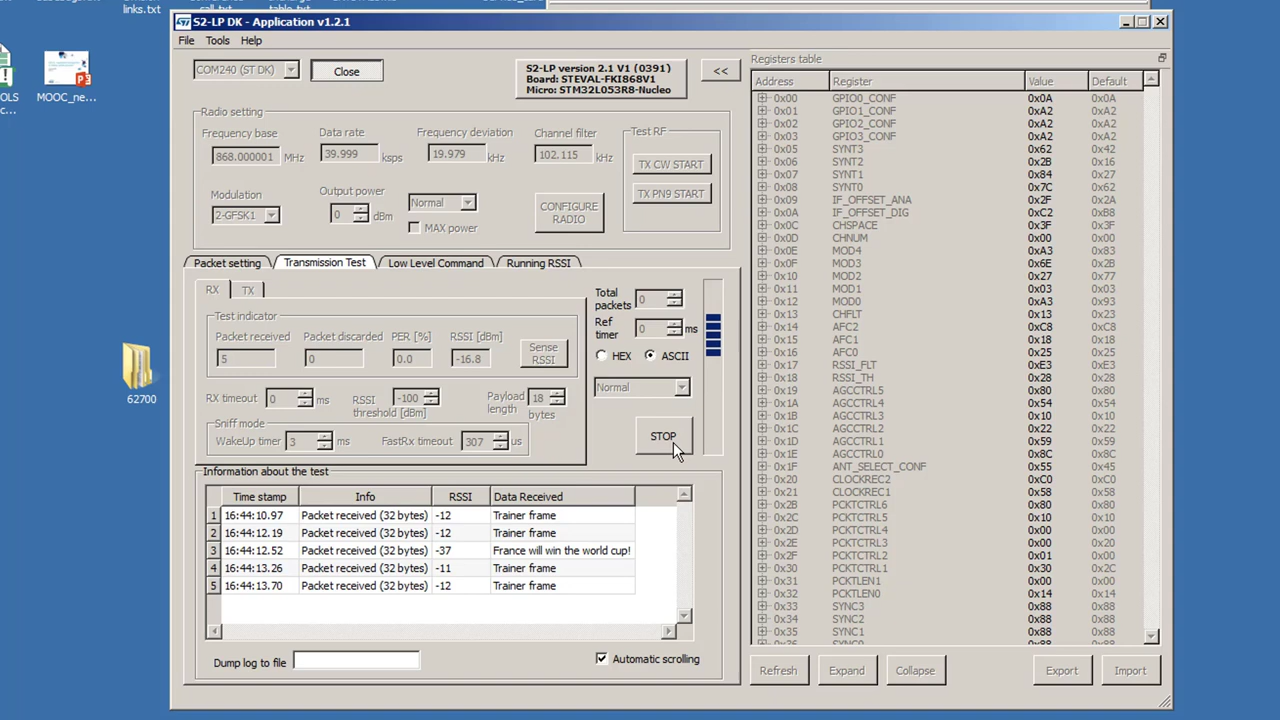 links.txt
MOOC_ne...
62700
S2-LP DK - Application v1.2.1
File Tools Help
COM240 (ST DK)
Close
S2-LP version 2.1 V1 (0391)
Board: STEVAL-FKI868V1
Micro: STM32L053R8-Nucleo
<<
Radio setting
Frequency base
868.000001 MHz
Data rate
39.999 ksps
Frequency deviation
19.979 kHz
Channel filter
102.115 kHz
Test RF
TX CW START
TX PN9 START
Modulation
2-GFSK1
Output power
0 dBm
Normal
MAX power
CONFIGURE
RADIO
Packet setting Transmission Test Low Level Command Running RSSI
RX TX
Test indicator
Packet received Packet discarded PER [%] RSSI [dBm]
5 0 0.0 -16.8
Sense
RSSI
RX timeout 0 ms
RSSI
threshold [dBm]
-100
Payload
length
18
bytes
Sniff mode
WakeUp timer 3 ms FastRx timeout 307 us
Total
packets
0
Ref
timer
0 ms
HEX ASCII
Normal
STOP
Information about the test
Time stamp Info RSSI Data Received
1 16:44:10.97 Packet received (32 bytes) -12 Trainer frame
2 16:44:12.19 Packet received (32 bytes) -12 Trainer frame
3 16:44:12.52 Packet received (32 bytes) -37 France will win the world cup!
4 16:44:13.26 Packet received (32 bytes) -11 Trainer frame
5 16:44:13.70 Packet received (32 bytes) -12 Trainer frame
Dump log to file
Automatic scrolling
Registers table
Address Register Value Default
0x00 GPIO0_CONF 0x0A 0x0A
0x01 GPIO1_CONF 0xA2 0xA2
0x02 GPIO2_CONF 0xA2 0xA2
0x03 GPIO3_CONF 0xA2 0xA2
0x05 SYNT3 0x62 0x42
0x06 SYNT2 0x2B 0x16
0x07 SYNT1 0x84 0x27
0x08 SYNT0 0x7C 0x62
0x09 IF_OFFSET_ANA 0x2F 0x2A
0x0A IF_OFFSET_DIG 0xC2 0xB8
0x0C CHSPACE 0x3F 0x3F
0x0D CHNUM 0x00 0x00
0x0E MOD4 0xA3 0x83
0x0F MOD3 0x6E 0x2B
0x10 MOD2 0x27 0x77
0x11 MOD1 0x03 0x03
0x12 MOD0 0xA3 0x93
0x13 CHFLT 0x13 0x23
0x14 AFC2 0xC8 0xC8
0x15 AFC1 0x18 0x18
0x16 AFC0 0x25 0x25
0x17 RSSI_FLT 0xE3 0xE3
0x18 RSSI_TH 0x28 0x28
0x19 AGCCTRL5 0x80 0x80
0x1A AGCCTRL4 0x54 0x54
0x1B AGCCTRL3 0x10 0x10
0x1C AGCCTRL2 0x22 0x22
0x1D AGCCTRL1 0x59 0x59
0x1E AGCCTRL0 0x8C 0x8C
0x1F ANT_SELECT_CONF 0x55 0x45
0x20 CLOCKREC2 0xC0 0xC0
0x21 CLOCKREC1 0x58 0x58
0x2B PCKTCTRL6 0x80 0x80
0x2C PCKTCTRL5 0x10 0x10
0x2D PCKTCTRL4 0x00 0x00
0x2E PCKTCTRL3 0x00 0x20
0x2F PCKTCTRL2 0x01 0x00
0x30 PCKTCTRL1 0x30 0x2C
0x31 PCKTLEN1 0x00 0x00
0x32 PCKTLEN0 0x14 0x14
0x33 SYNC3 0x88 0x88
0x34 SYNC2 0x88 0x88
0x35 SYNC1 0x88 0x88
Refresh Expand Collapse Export Import